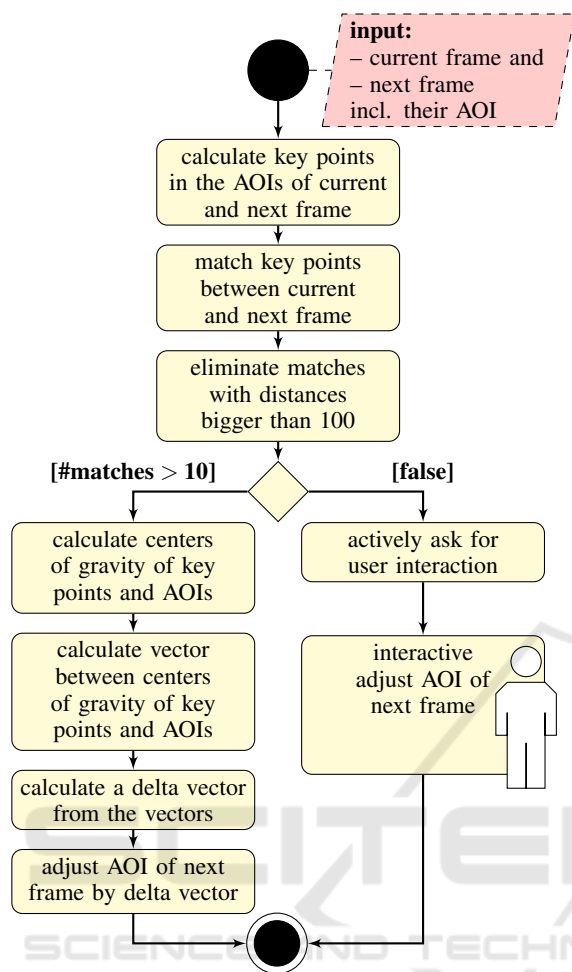 input:
– current frame and
– next frame
incl. their AOI
calculate key points
in the AOIs of current
and next frame
match key points
between current
and next frame
eliminate matches
with distances
bigger than 100
[#matches > 10]
[false]
calculate centers
of gravity of key
points and AOIs
actively ask for
user interaction
calculate vector
between centers
of gravity of key
points and AOIs
interactive
adjust AOI of
next frame
calculate a delta vector
from the vectors
adjust AOI of next
frame by delta vector
SCITE
SCIENCE AND TECHN